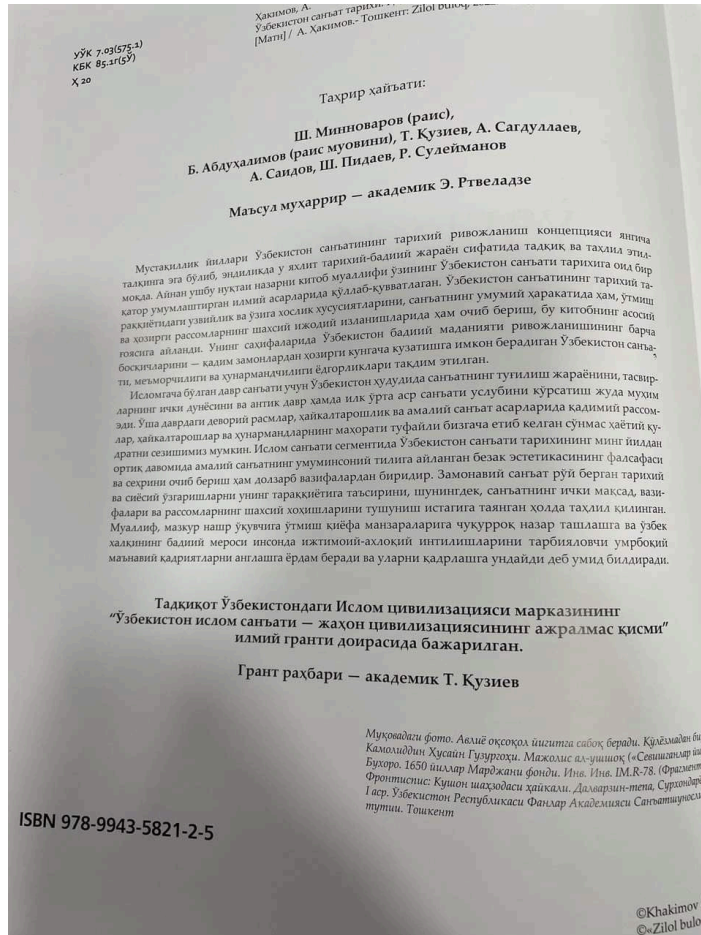 Ҳакимов, А.
Ўзбекистон санъат тарихи.
[Матн] / А. Ҳакимов.- Тошкент: Zilol buloq,
УЎК 7.03(575.1)
КБК 85.1г(5Ў)
Ҳ 20
Таҳрир ҳайъати:
Ш. Минноваров (раис),
Б. Абдуҳалимов (раис муовини), Т. Қузиев, А. Сагдуллаев,
А. Саидов, Ш. Пидаев, Р. Сулейманов
Маъсул муҳаррир — академик Э. Ртвеладзе
Мустақиллик йиллари Ўзбекистон санъатининг тарихий ривожланиш концепцияси янгича
талқинга эга бўлиб, эндиликда у яхлит тарихий-бадиий жараён сифатида тадқиқ ва таҳлил этил-
моқда. Айнан ушбу нуқтаи назарни китоб муаллифи ўзининг Ўзбекистон санъати тарихига оид бир
қатор умумлаштирган илмий асарларида қўллаб-қувватлаган. Ўзбекистон санъатининг тарихий та-
раққиётидаги узвийлик ва ўзига хослик хусусиятларини, санъатнинг умумий ҳаракатида ҳам, ўтмиш
ва ҳозирги рассомларнинг шахсий ижодий изланишларида ҳам очиб бериш, бу китобнинг асосий
ғоясига айланди. Унинг саҳифаларида Ўзбекистон бадиий маданияти ривожланишининг барча
босқичларини — қадим замонлардан ҳозирги кунгача кузатишга имкон берадиган Ўзбекистон санъа-
ти, меъморчилиги ва ҳунармандчилиги ёдгорликлари тақдим этилган.
Исломгача бўлган давр санъати учун Ўзбекистон ҳудудида санъатнинг туғилиш жараёнини, тасвир-
ларнинг ички дунёсини ва антик давр ҳамда илк ўрта аср санъати услубини кўрсатиш жуда муҳим
эди. Ўша даврдаги деворий расмлар, ҳайкалтарошлик ва амалий санъат асарларида қадимий рассом-
лар, ҳайкалтарошлар ва ҳунармандларнинг маҳорати туфайли бизгача етиб келган сўнмас ҳаётий қу-
дратни сезишимиз мумкин. Ислом санъати сегментида Ўзбекистон санъати тарихининг минг йилдан
ортиқ давомида амалий санъатнинг умуминсоний тилига айланган безак эстетикасининг фалсафаси
ва сеҳрини очиб бериш ҳам долзарб вазифалардан биридир. Замонавий санъат рўй берган тарихий
ва сиёсий ўзгаришларни унинг тараққиётига таъсирини, шунингдек, санъатнинг ички мақсад, вази-
фалари ва рассомларнинг шахсий хоҳишларини тушуниш истагига таянган ҳолда таҳлил қилинган.
Муаллиф, мазкур нашр ўқувчига ўтмиш қиёфа манзараларига чуқурроқ назар ташлашга ва ўзбек
халқининг бадиий мероси инсонда ижтимоий-ахлоқий интилишларини тарбияловчи умрбоқий
маънавий қадриятларни англашга ёрдам беради ва уларни қадрлашга ундайди деб умид билдиради.
Тадқиқот Ўзбекистондаги Ислом цивилизацияси марказининг
“Ўзбекистон ислом санъати — жаҳон цивилизациясининг ажралмас қисми”
илмий гранти доирасида бажарилган.
Грант раҳбари — академик Т. Қузиев
Муқовадаги фото. Авлиё оқсоқол йигитга сабоқ беради. Қўлёзмадан
Камолиддин Ҳусайн Гузургоҳи. Мажолис ал-ушшоқ («Севишганлар
Бухоро. 1650 йиллар Марджани фонди. Инв. Инв. IM.R-78. (Фрагмент
Фронтиспис: Кушон шаҳзодаси ҳайкали. Далварзин-тепа, Сурхондарё
I аср. Ўзбекистон Республикаси Фанлар Академияси Санъатшунослик
тутии. Тошкент
ISBN 978-9943-5821-2-5
©Khakimov
©«Zilol bulo